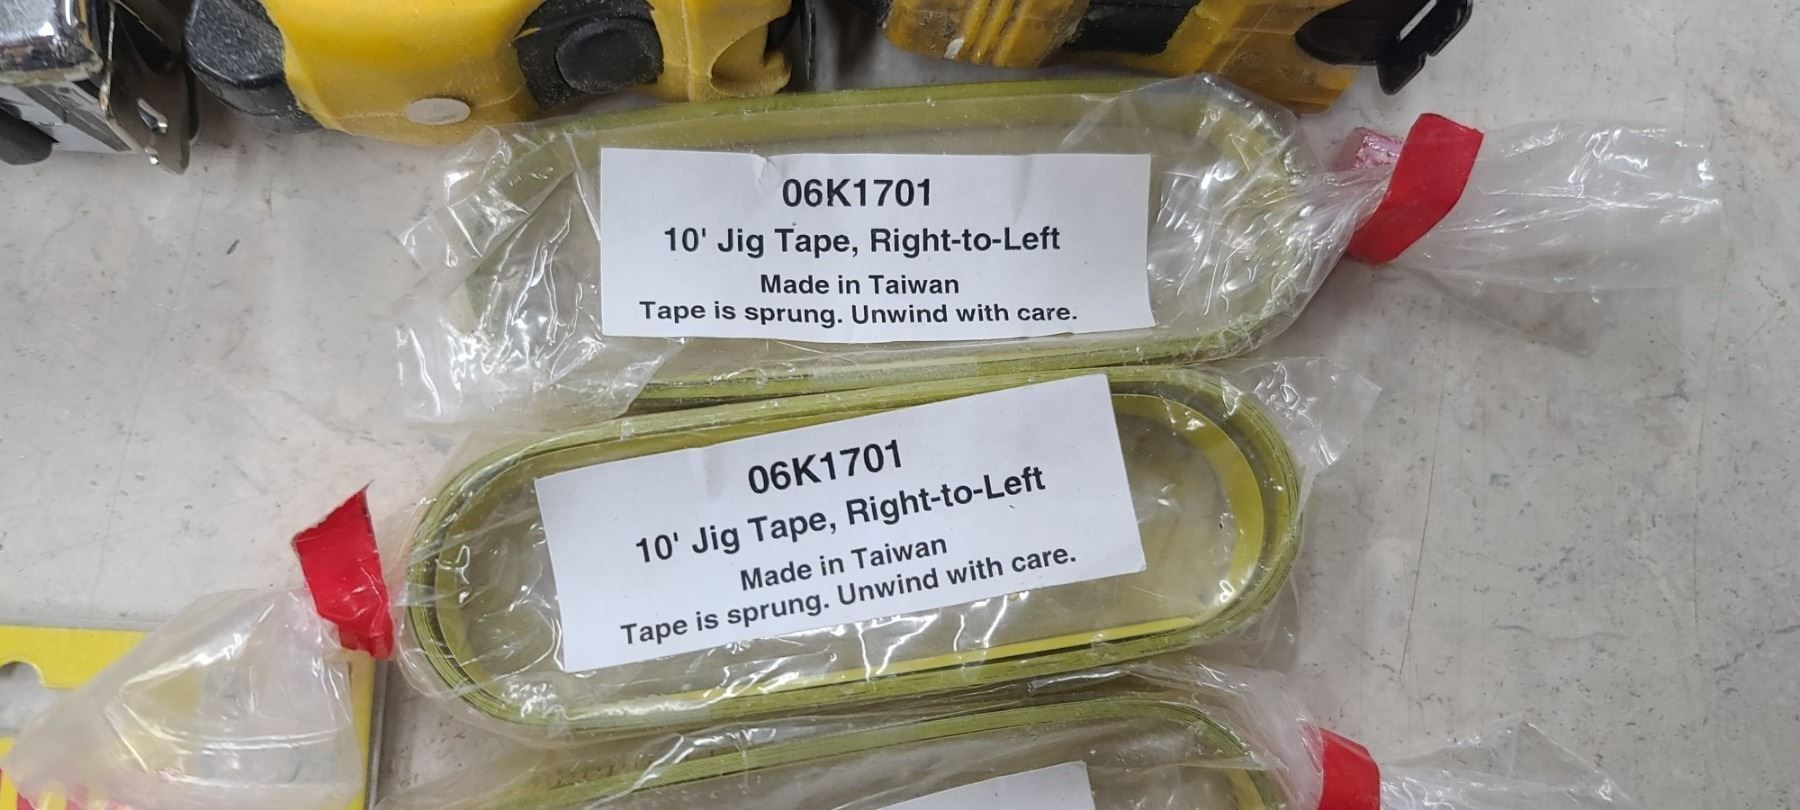 06K1701
10' Jig Tape, Right-to-Left
Made in Taiwan
Tape is sprung. Unwind with care.
06K1701
10' Jig Tape, Right-to-Left
Made in Taiwan
Tape is sprung. Unwind with care.